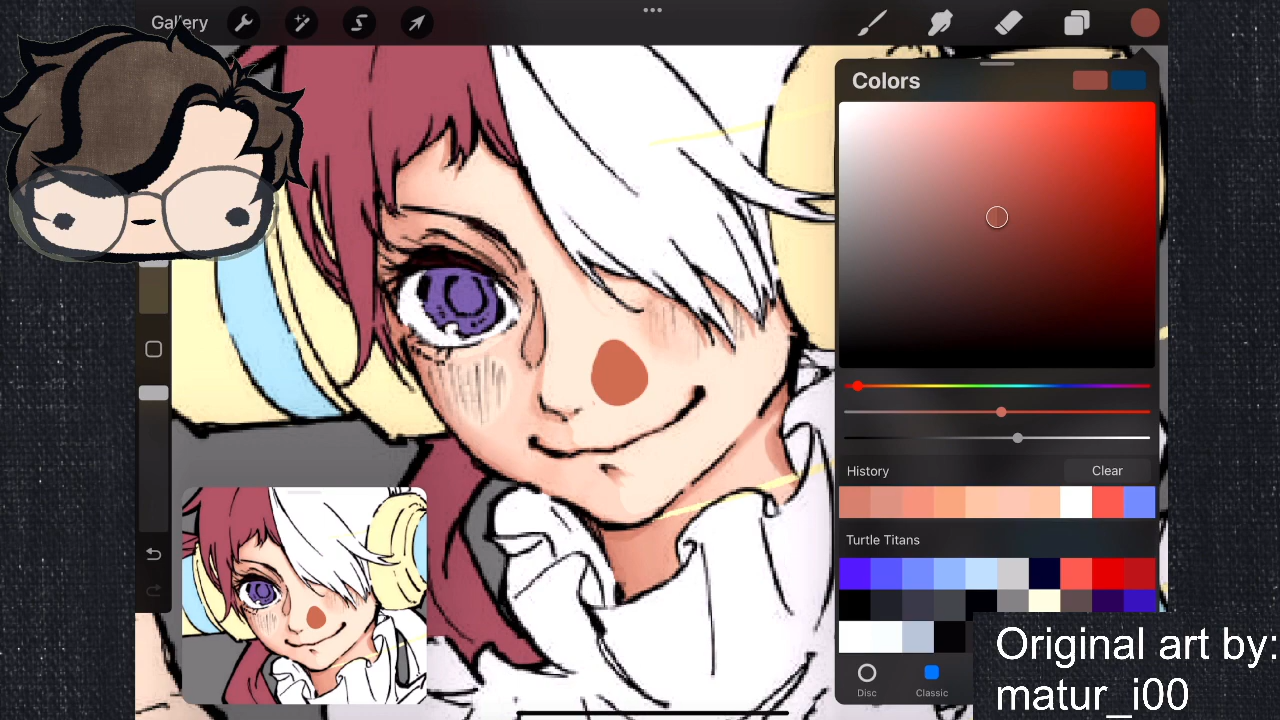 Gallery
Colors
History
Clear
Turtle Titans
Disc
Classic
Original art by:
matur_i00